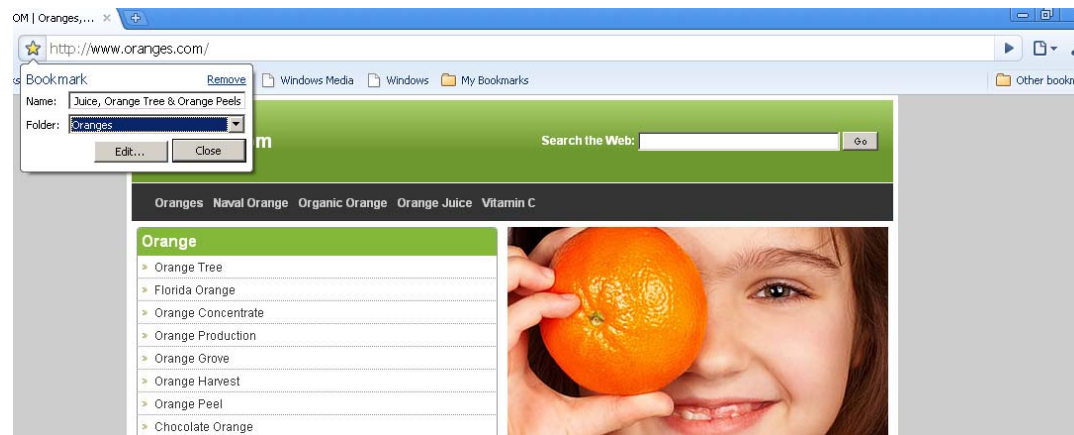 OM | Oranges,...
http://www.oranges.com/
Windows Media Windows My Bookmarks
Bookmark Remove
Name: Juice, Orange Tree & Orange Peels
Folder: Oranges
Edit... Close
m
Search the Web: Go
Oranges Naval Orange Organic Orange Orange Juice Vitamin C
Orange
» Orange Tree
» Florida Orange
» Orange Concentrate
» Orange Production
» Orange Grove
» Orange Harvest
» Orange Peel
» Chocolate Orange